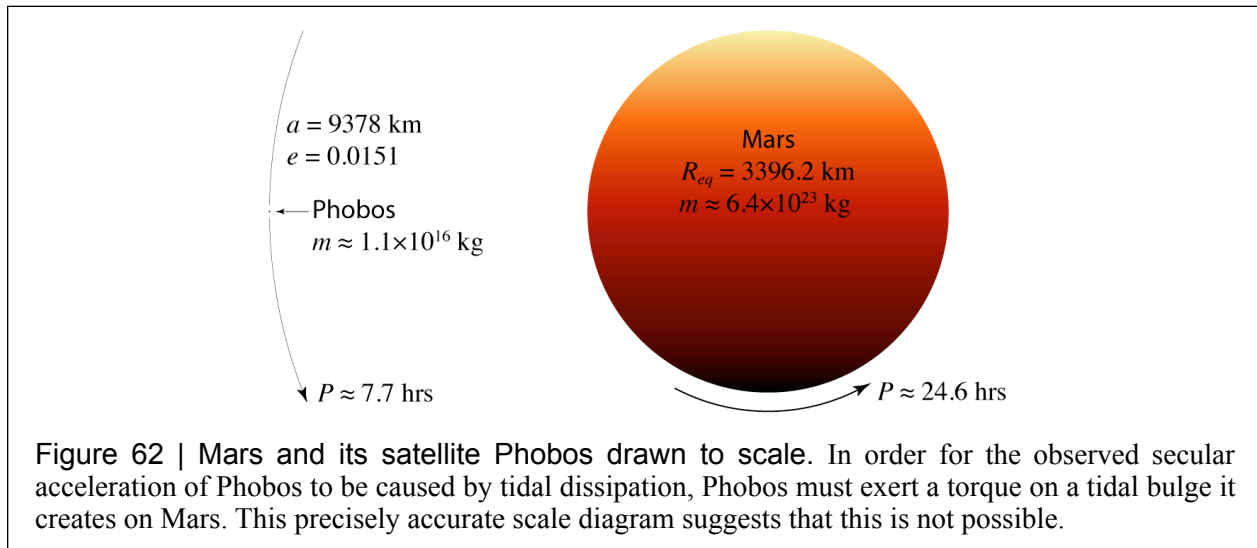 a = 9378 km
e = 0.0151
Phobos
m ≈ 1.1×10¹⁶ kg
P ≈ 7.7 hrs
Mars
R_eq = 3396.2 km
m ≈ 6.4×10²³ kg
P ≈ 24.6 hrs
Figure 62 | Mars and its satellite Phobos drawn to scale. In order for the observed secular
acceleration of Phobos to be caused by tidal dissipation, Phobos must exert a torque on a tidal bulge it
creates on Mars. This precisely accurate scale diagram suggests that this is not possible.